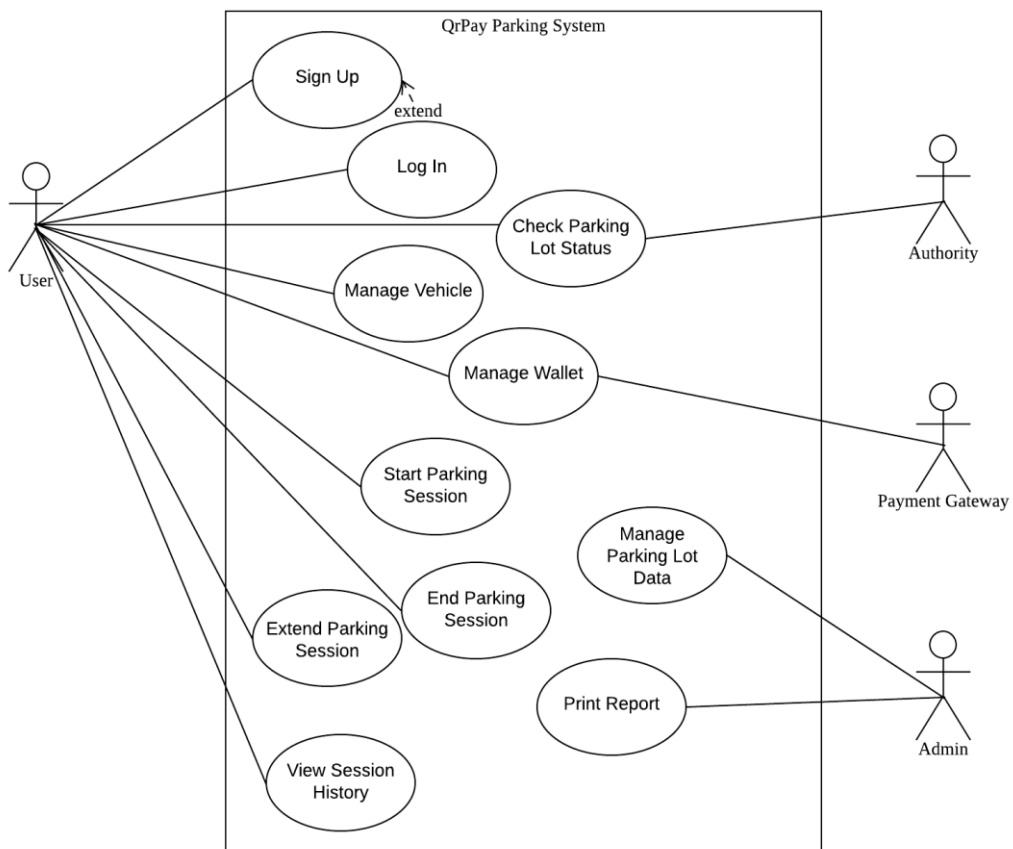 QrPay Parking System
Sign Up
extend
Log In
Check Parking
Lot Status
Authority
User
Manage Vehicle
Manage Wallet
Start Parking
Session
Payment Gateway
Manage
Parking Lot
Data
End Parking
Session
Extend Parking
Session
Print Report
Admin
View Session
History